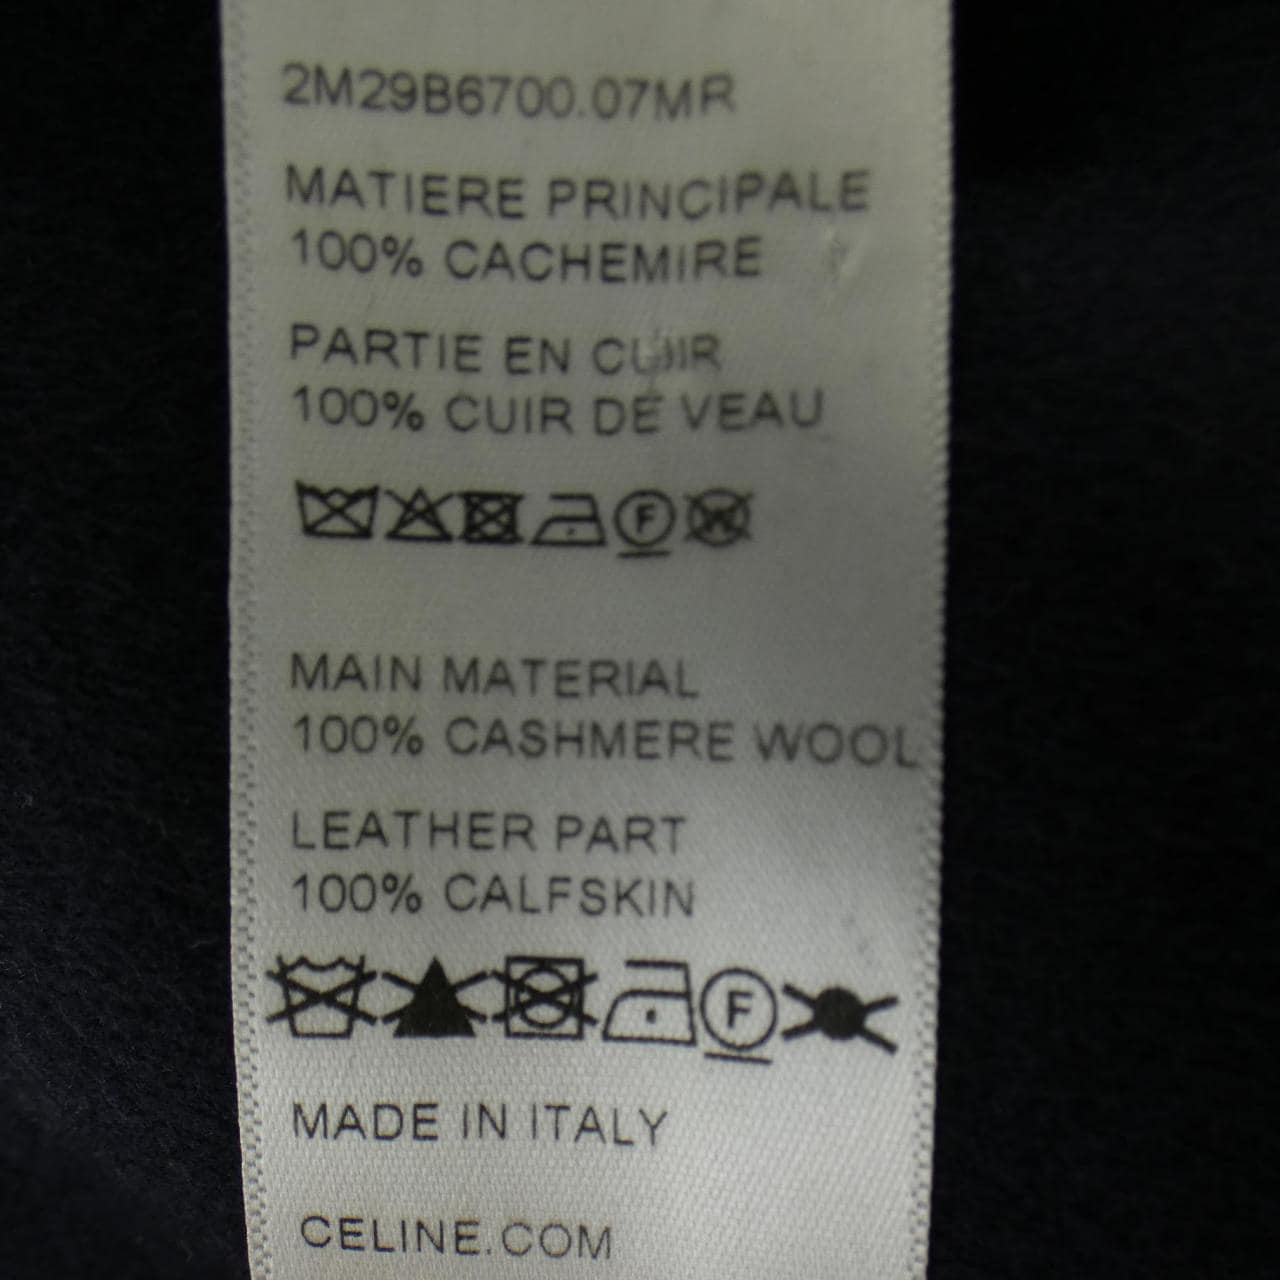 2M29B6700.07MR
MATIERE PRINCIPALE
100% CACHEMIRE
PARTIE EN CUIR
100% CUIR DE VEAU
F
W
MAIN MATERIAL
100% CASHMERE WOOL
LEATHER PART
100% CALFSKIN
F
MADE IN ITALY
CELINE.COM